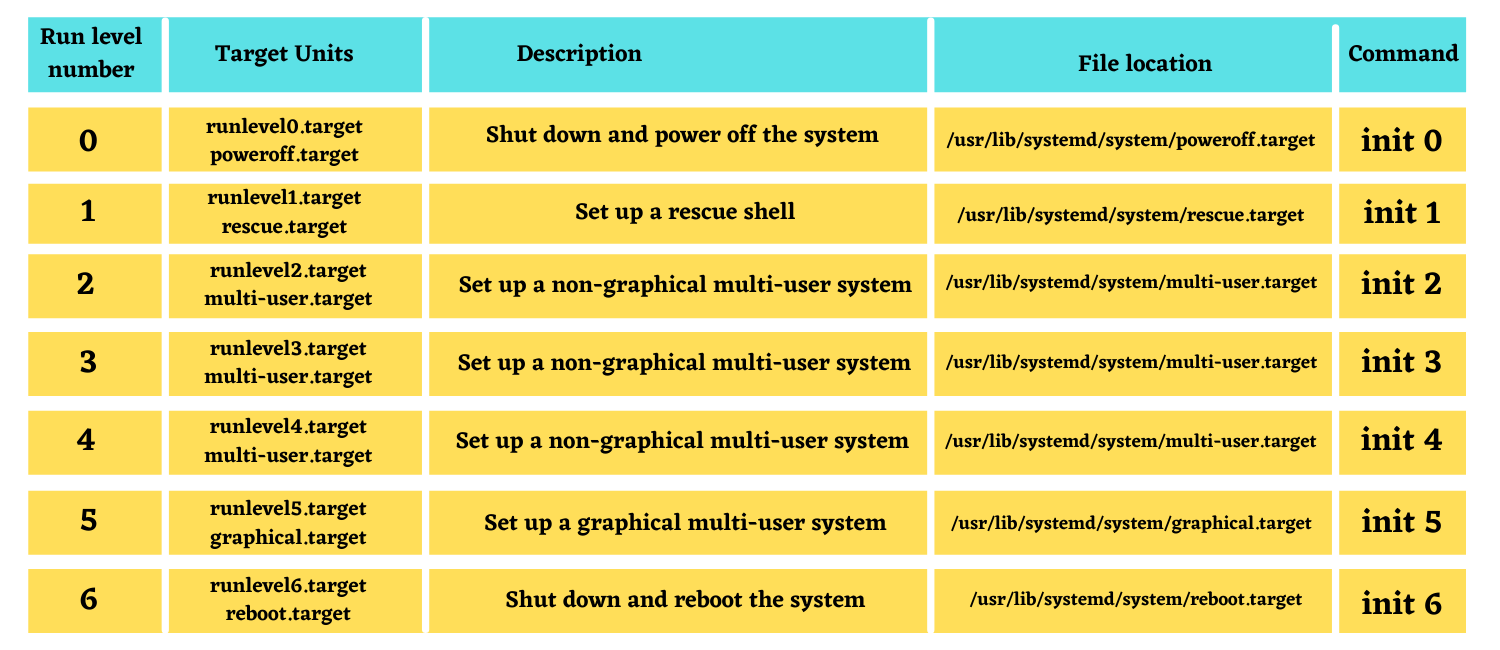 Run level
number
Target Units
Description
File location
Command
0
runlevel0.target
poweroff.target
Shut down and power off the system
/usr/lib/systemd/system/poweroff.target
init 0
1
runlevel1.target
rescue.target
Set up a rescue shell
/usr/lib/systemd/system/rescue.target
init 1
2
runlevel2.target
multi-user.target
Set up a non-graphical multi-user system
/usr/lib/systemd/system/multi-user.target
init 2
3
runlevel3.target
multi-user.target
Set up a non-graphical multi-user system
/usr/lib/systemd/system/multi-user.target
init 3
4
runlevel4.target
multi-user.target
Set up a non-graphical multi-user system
/usr/lib/systemd/system/multi-user.target
init 4
5
runlevel5.target
graphical.target
Set up a graphical multi-user system
/usr/lib/systemd/system/graphical.target
init 5
6
runlevel6.target
reboot.target
Shut down and reboot the system
/usr/lib/systemd/system/reboot.target
init 6